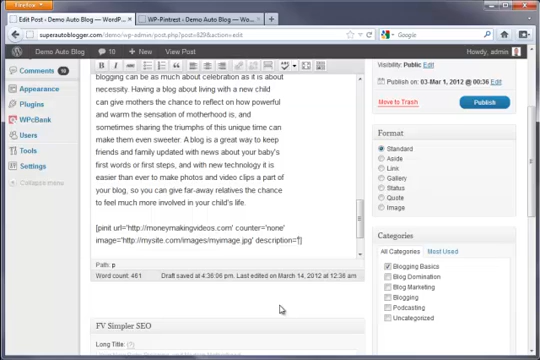 Firefox
Edit Post ‹ Demo Auto Blog — WordP...
WP-Pintrest - Demo Auto Blog — Wo...
superautoblogger.com/demo/wp-admin/post.php?post=829&action=edit
Google
Demo Auto Blog 18 + New View Post Howdy, admin
Comments 10
Appearance
Plugins
WPcBank
Users
Tools
Settings
Collapse menu
B I ABC
blogging can be as much about celebration as it is about
necessity. Having a blog about living with a new child
can give mothers the chance to reflect on how powerful
and warm the sensation of motherhood is, and
sometimes sharing the triumphs of this unique time can
make them even sweeter. A blog is a great way to keep
friends and family updated with news about your baby's
first words or first steps, and with new technology it is
easier than ever to make photos and video clips a part of
your blog, so you can give far-away relatives the chance
to feel much more involved in your child's life.
[pinit url='http://moneymakingvideos.com' counter='none'
image='http://mysite.com/images/myimage.jpg' description=']
Path: p
Word count: 461 Draft saved at 4:36:06 pm. Last edited on March 14, 2012 at 12:36 am
FV Simpler SEO
Long Title: [?]
Visibility: Public Edit
Publish on: 03-Mar 1, 2012 @ 00:36 Edit
Move to Trash
Publish
Format
Standard
Aside
Link
Gallery
Status
Quote
Image
Categories
All Categories Most Used
Blogging Basics
Blog Domination
Blog Marketing
Blogging
Podcasting
Uncategorized